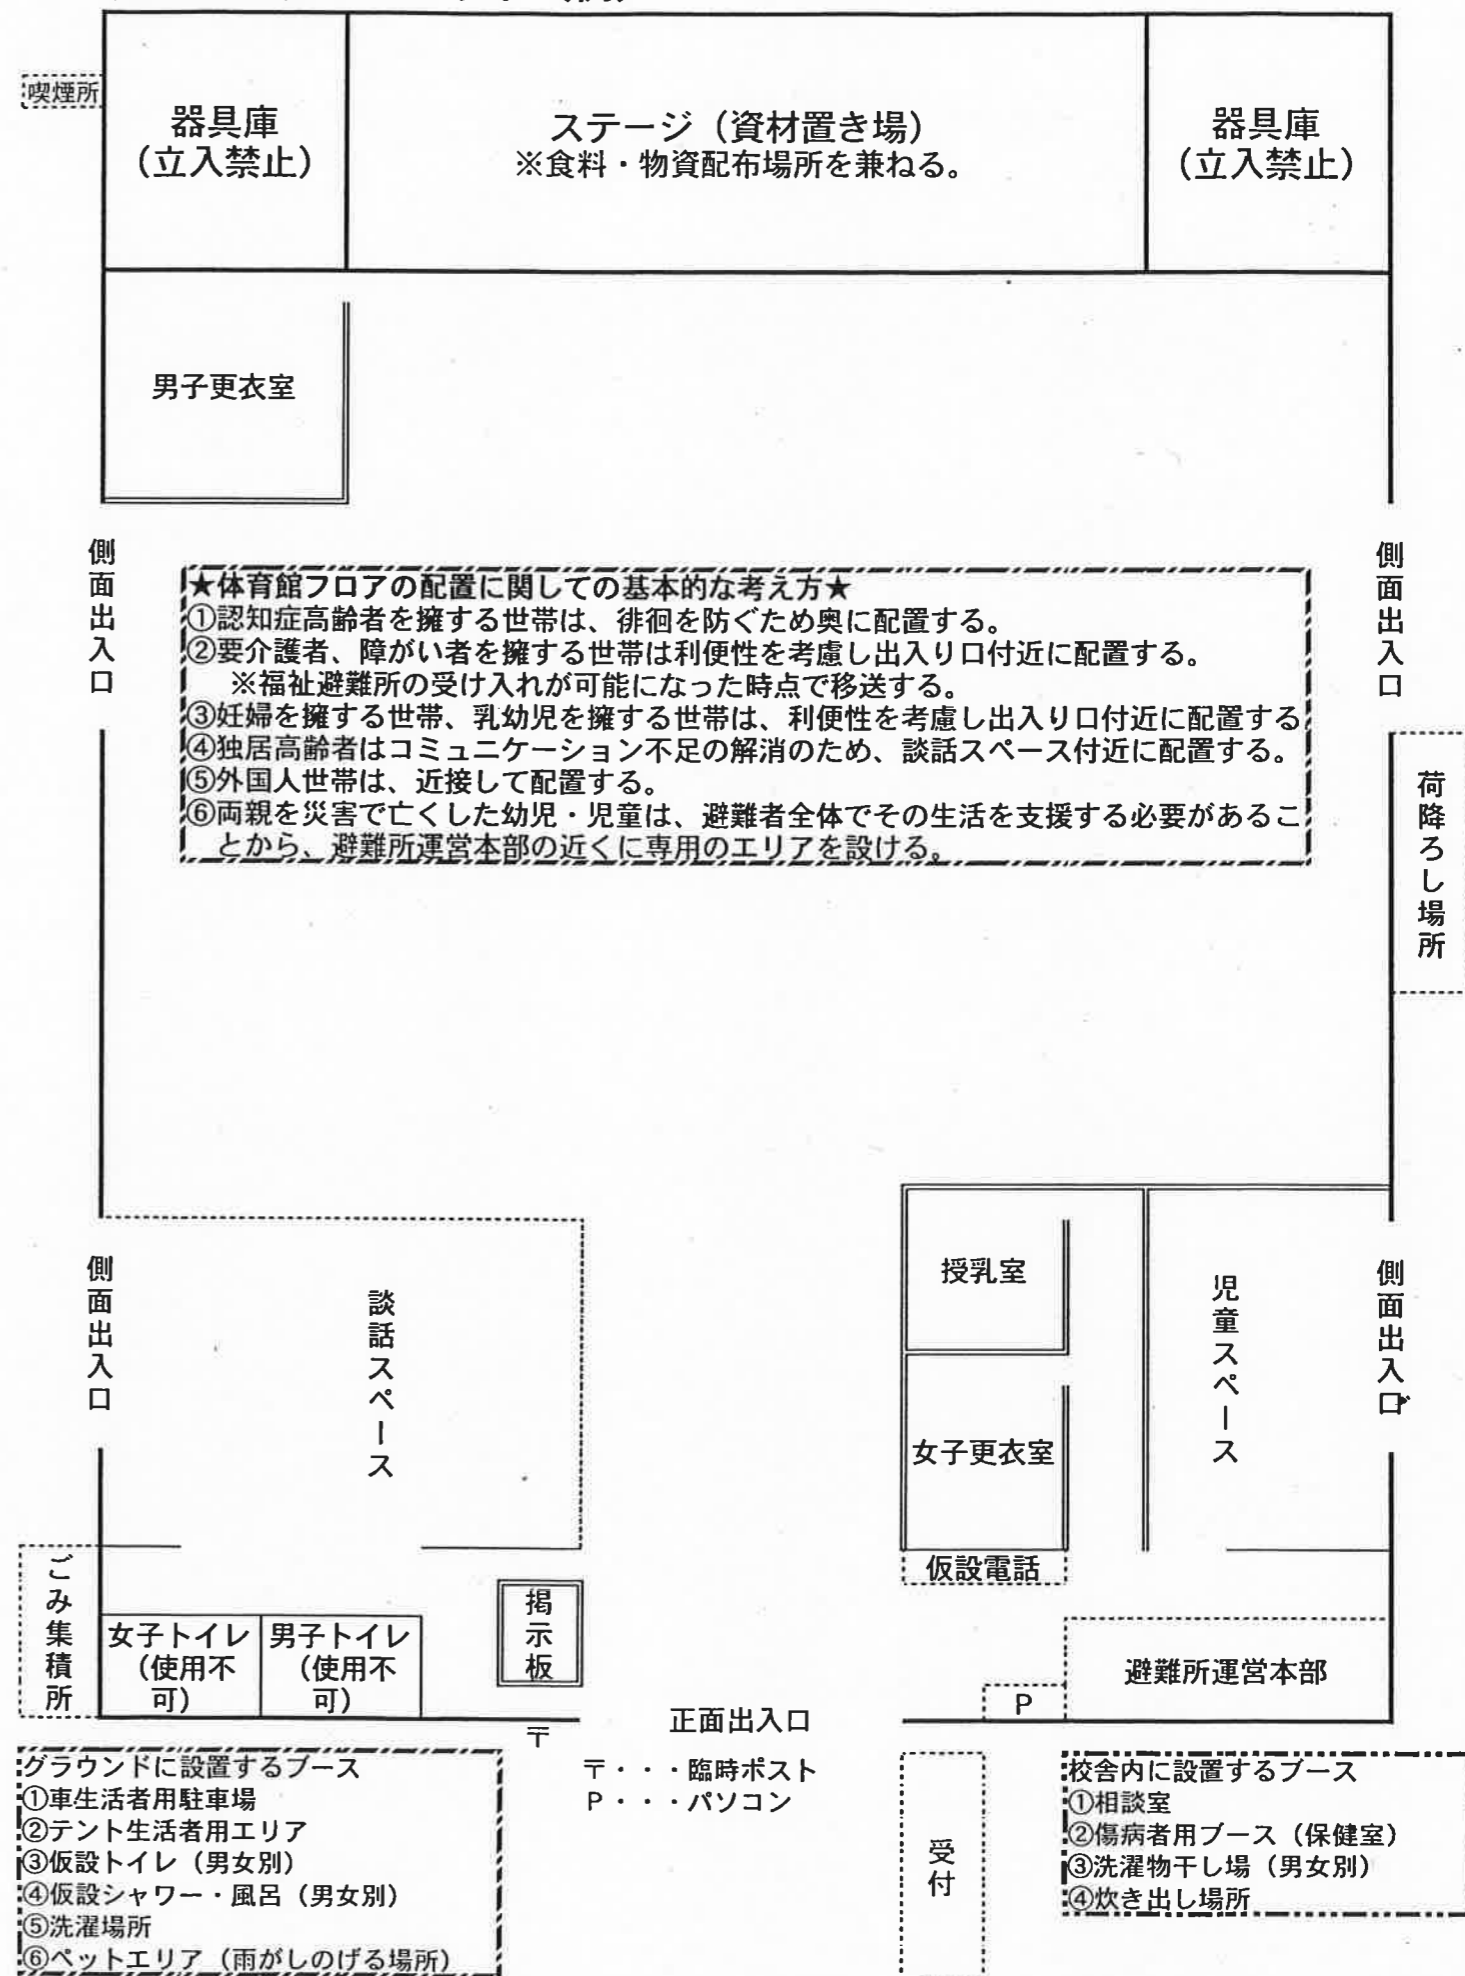 喫煙所
器具庫
（立入禁止）
ステージ（資材置き場）
※食料・物資配布場所を兼ねる。
器具庫
（立入禁止）
男子更衣室
側面出入口
側面出入口
★体育館フロアの配置に関しての基本的な考え方★
①認知症高齢者を擁する世帯は、徘徊を防ぐため奥に配置する。
②要介護者、障がい者を擁する世帯は利便性を考慮し出入り口付近に配置する。
※福祉避難所の受け入れが可能になった時点で移送する。
③妊婦を擁する世帯、乳幼児を擁する世帯は、利便性を考慮し出入り口付近に配置する
④独居高齢者はコミュニケーション不足の解消のため、談話スペース付近に配置する。
⑤外国人世帯は、近接して配置する。
⑥両親を災害で亡くした幼児・児童は、避難者全体でその生活を支援する必要があるこ
とから、避難所運営本部の近くに専用のエリアを設ける。
荷降ろし場所
側面出入口
談話スペース
授乳室
女子更衣室
児童スペース
側面出入口
仮設電話
ごみ集積所
女子トイレ
（使用不
可）
男子トイレ
（使用不
可）
掲示板
避難所運営本部
P
〒
正面出入口
〒・・・臨時ポスト
P・・・パソコン
グラウンドに設置するブース
①車生活者用駐車場
②テント生活者用エリア
③仮設トイレ（男女別）
④仮設シャワー・風呂（男女別）
⑤洗濯場所
⑥ペットエリア（雨がしのげる場所）
受付
校舎内に設置するブース
①相談室
②傷病者用ブース（保健室）
③洗濯物干し場（男女別）
④炊き出し場所